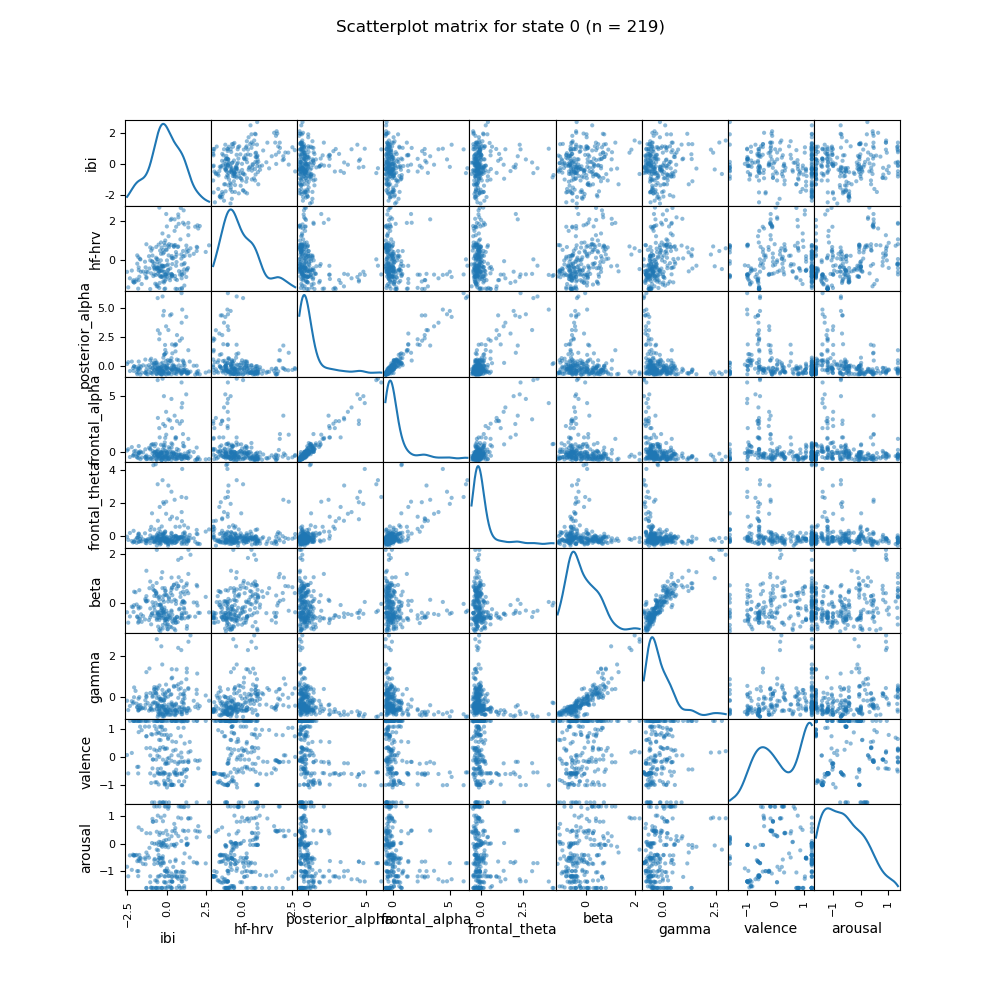 Scatterplot matrix for state 0 (n = 219)
ibi
2
0
−2
hf-hrv
2
0
posterior_alpha
5.0
2.5
0.0
frontal_alpha
5
0
frontal_theta
4
2
0
beta
2
0
gamma
2
0
valence
1
0
−1
arousal
1
0
−1
−2.5 0.0 2.5 0.0 2.5 0 5 0 5 0.0 2.5 0 2 0.0 2.5 −1 0 1 −1 0 1
ibi hf-hrv posterior_alpha frontal_alpha frontal_theta beta gamma valence arousal